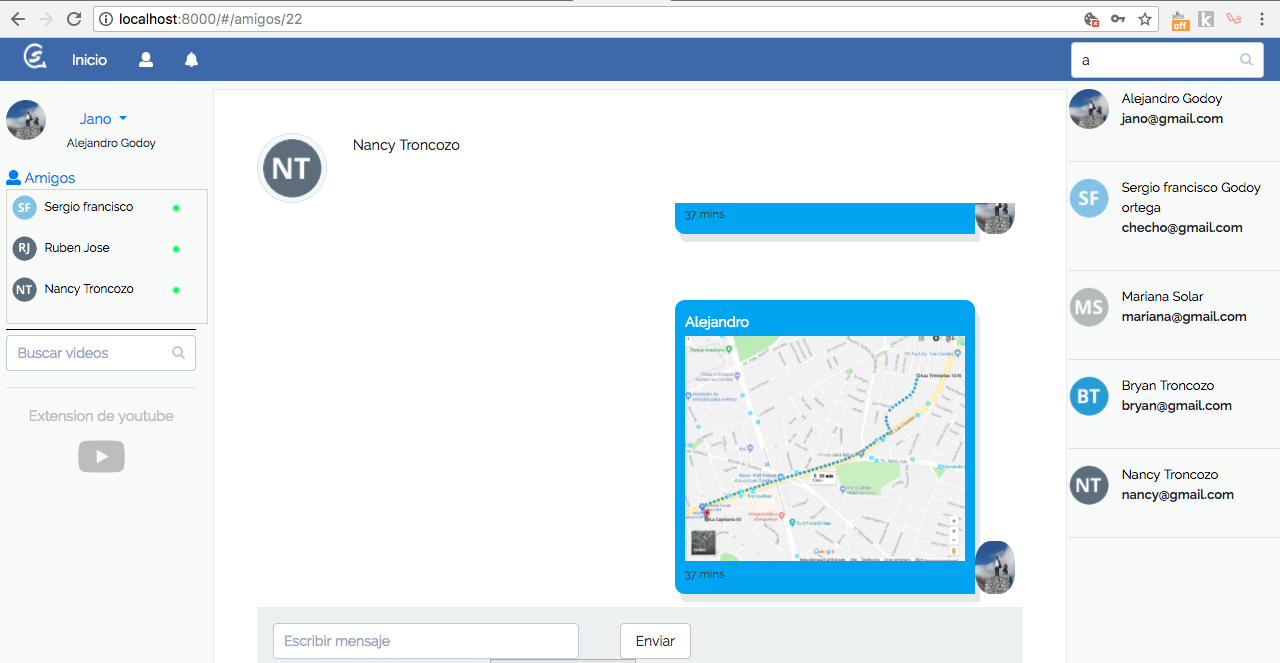 localhost:8000/#/amigos/22
off
k
Inicio
a
Jano
Alejandro Godoy
Amigos
SF Sergio francisco
RJ Ruben Jose
NT Nancy Troncozo
Buscar videos
Extension de youtube
NT
Nancy Troncozo
37 mins
Alejandro
Google
37 mins
Escribir mensaje
Enviar
Alejandro Godoy
jano@gmail.com
SF
Sergio francisco Godoy
ortega
checho@gmail.com
MS
Mariana Solar
mariana@gmail.com
BT
Bryan Troncozo
bryan@gmail.com
NT
Nancy Troncozo
nancy@gmail.com